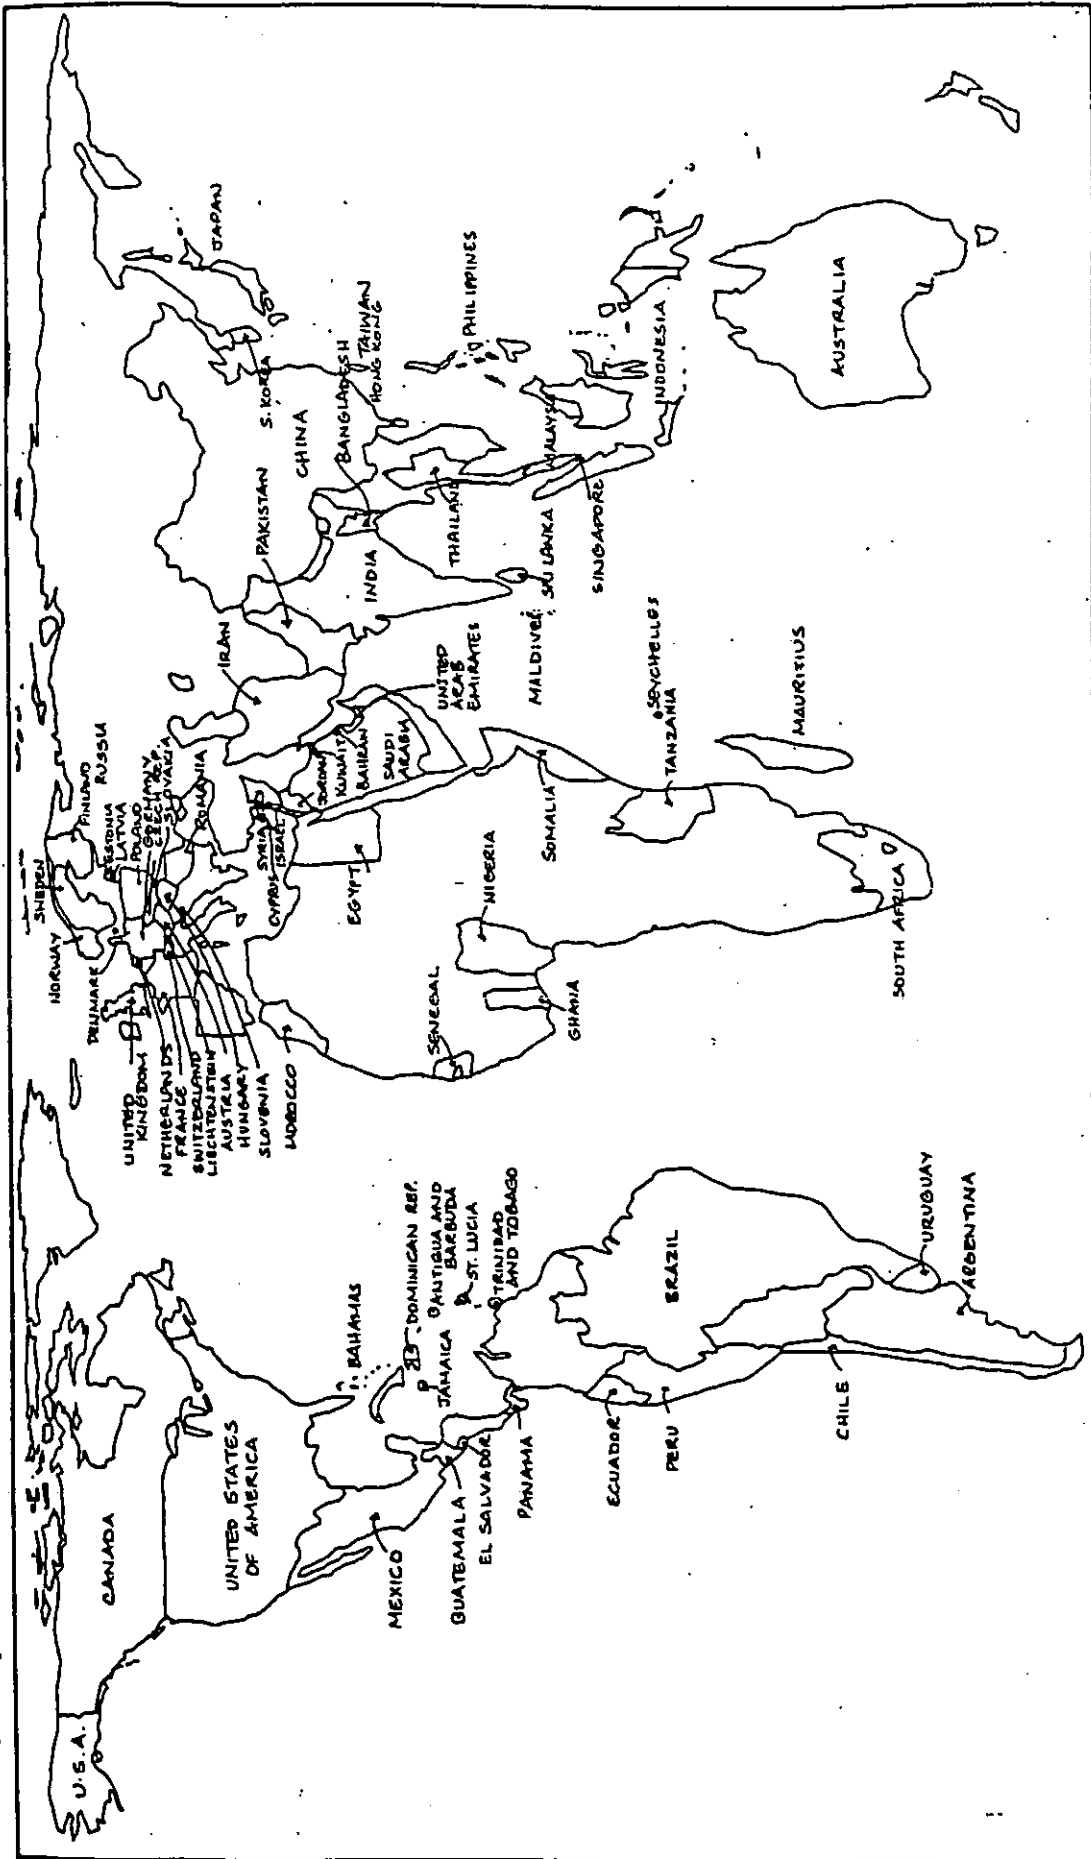 U.S.A.
CANADA
UNITED STATES
OF AMERICA
MEXICO
GUATEMALA
EL SALVADOR
PANAMA
BAHAMAS
DOMINICAN REP.
JAMAICA
ANTIGUA AND
BARBUDA
ST. LUCIA
TRINIDAD
AND TOBAGO
ECUADOR
PERU
BRAZIL
CHILE
URUGUAY
ARGENTINA
NORWAY
SWEDEN
FINLAND
DENMARK
ESTONIA
LATVIA
RUSSIA
POLAND
GERMANY
CZECH REP.
SLOVAKIA
ROMANIA
UNITED
KINGDOM
NETHERLANDS
FRANCE
SWITZERLAND
LIECHTENSTEIN
AUSTRIA
HUNGARY
SLOVENIA
MOROCCO
CYPRUS
SYRIA
ISRAEL
JORDAN
KUWAIT
BAHRAIN
SAUDI
ARABIA
EGYPT
UNITED
ARAB
EMIRATES
SENEGAL
GHANA
NIGERIA
SOMALIA
TANZANIA
SEYCHELLES
MAURITIUS
SOUTH AFRICA
IRAN
PAKISTAN
INDIA
CHINA
BANGLADESH
S. KOREA
JAPAN
TAIWAN
HONG KONG
MALDIVES
SRI LANKA
THAILAND
MALAYSIA
SINGAPORE
PHILIPPINES
INDONESIA
AUSTRALIA